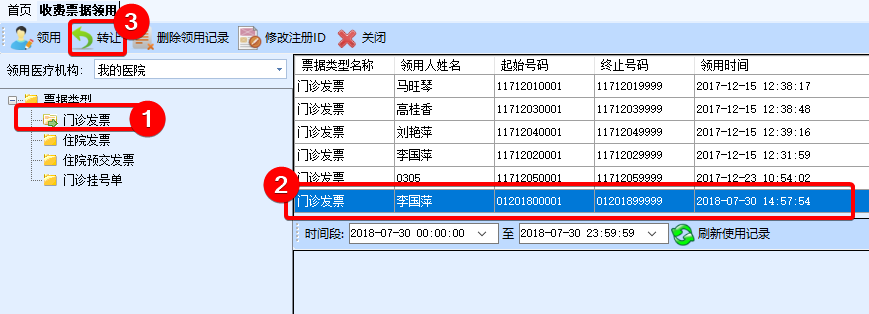 首页 收费票据领用
3
领用 转让 删除领用记录 修改注册ID 关闭
领用医疗机构: 我的医院
票据类型
1
门诊发票
住院发票
住院预交发票
门诊挂号单
票据类型名称 领用人姓名 起始号码 终止号码 领用时间
门诊发票 马旺琴 11712010001 11712019999 2017-12-15 12:38:17
门诊发票 高桂香 11712030001 11712039999 2017-12-15 12:38:48
门诊发票 刘艳萍 11712040001 11712049999 2017-12-15 12:39:16
门诊发票 李国萍 11712020001 11712029999 2017-12-15 12:31:59
门诊发票 0305 11712050001 11712059999 2017-12-23 10:54:02
2
门诊发票 李国萍 01201800001 01201899999 2018-07-30 14:57:54
时间段: 2018-07-30 00:00:00 至 2018-07-30 23:59:59 刷新使用记录